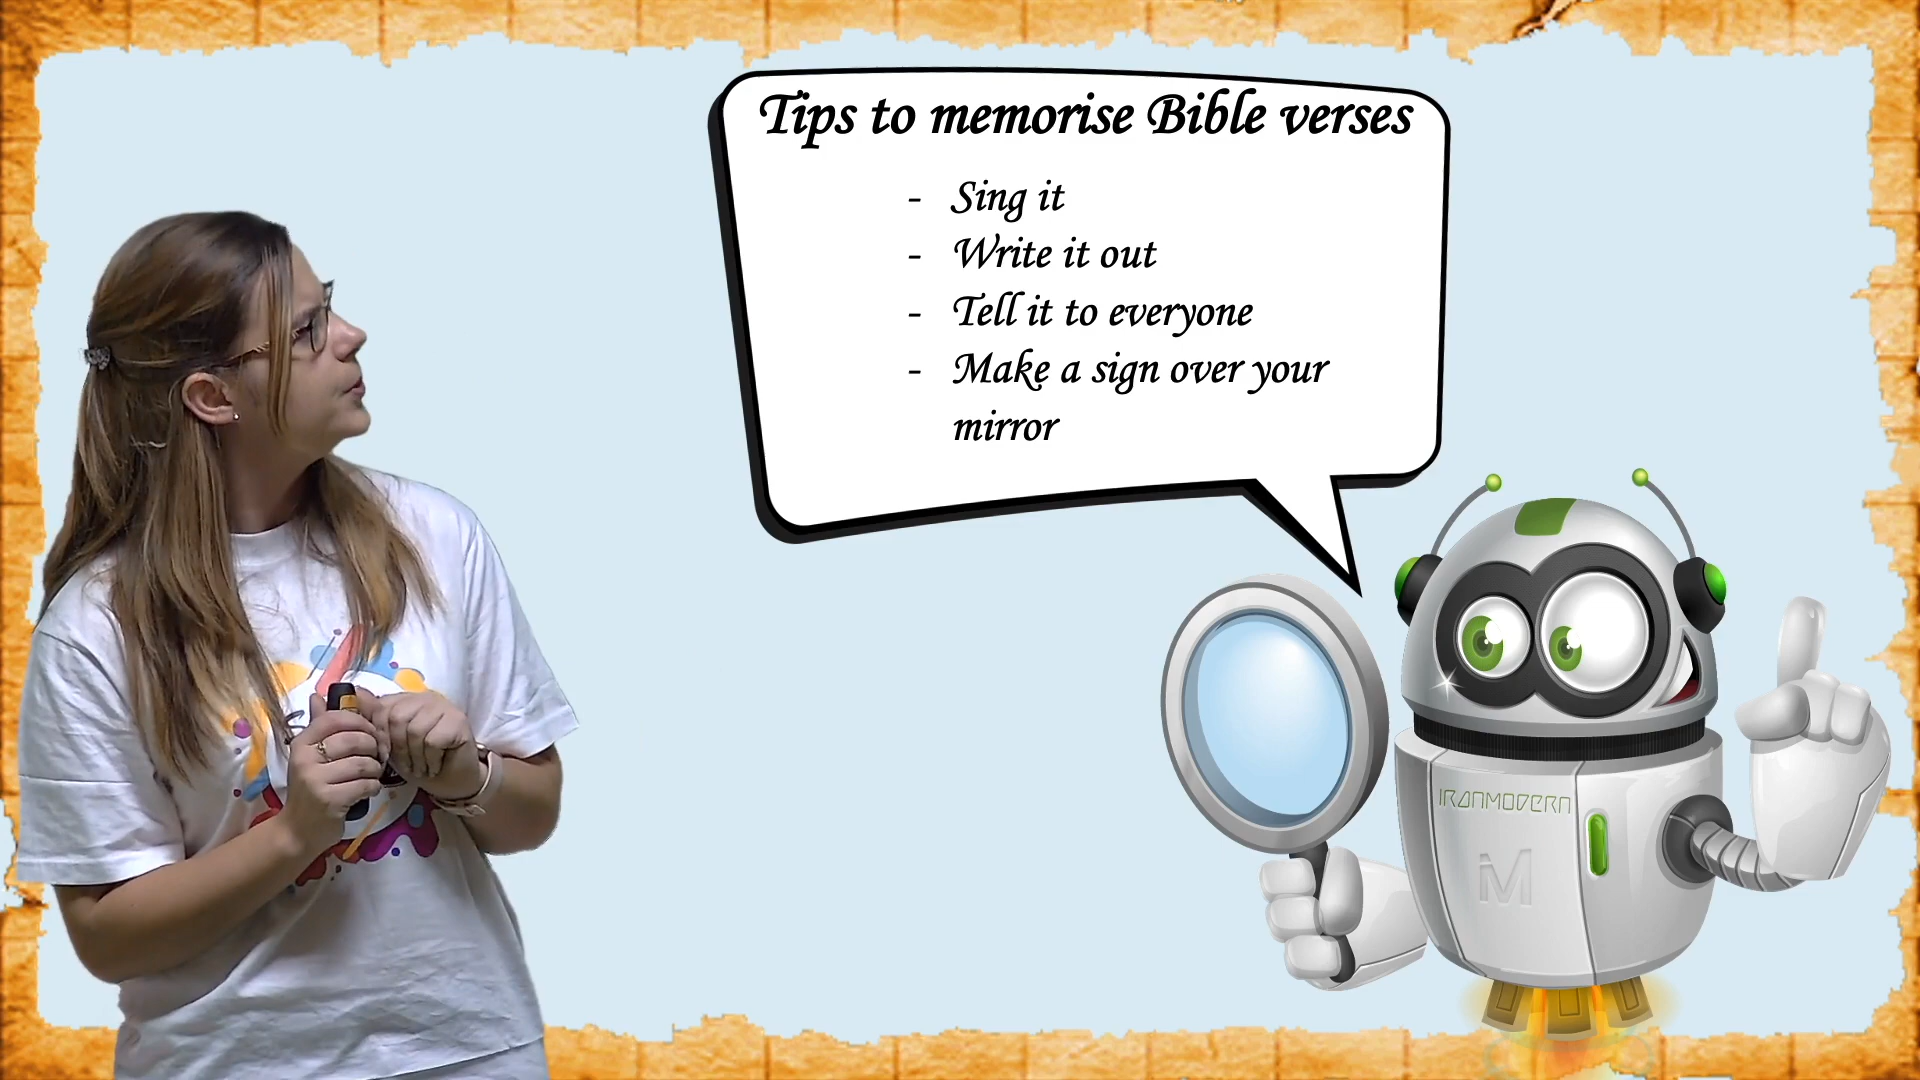 Tips to memorise Bible verses
- Sing it
- Write it out
- Tell it to everyone
- Make a sign over your
mirror
IRANMODERN
M